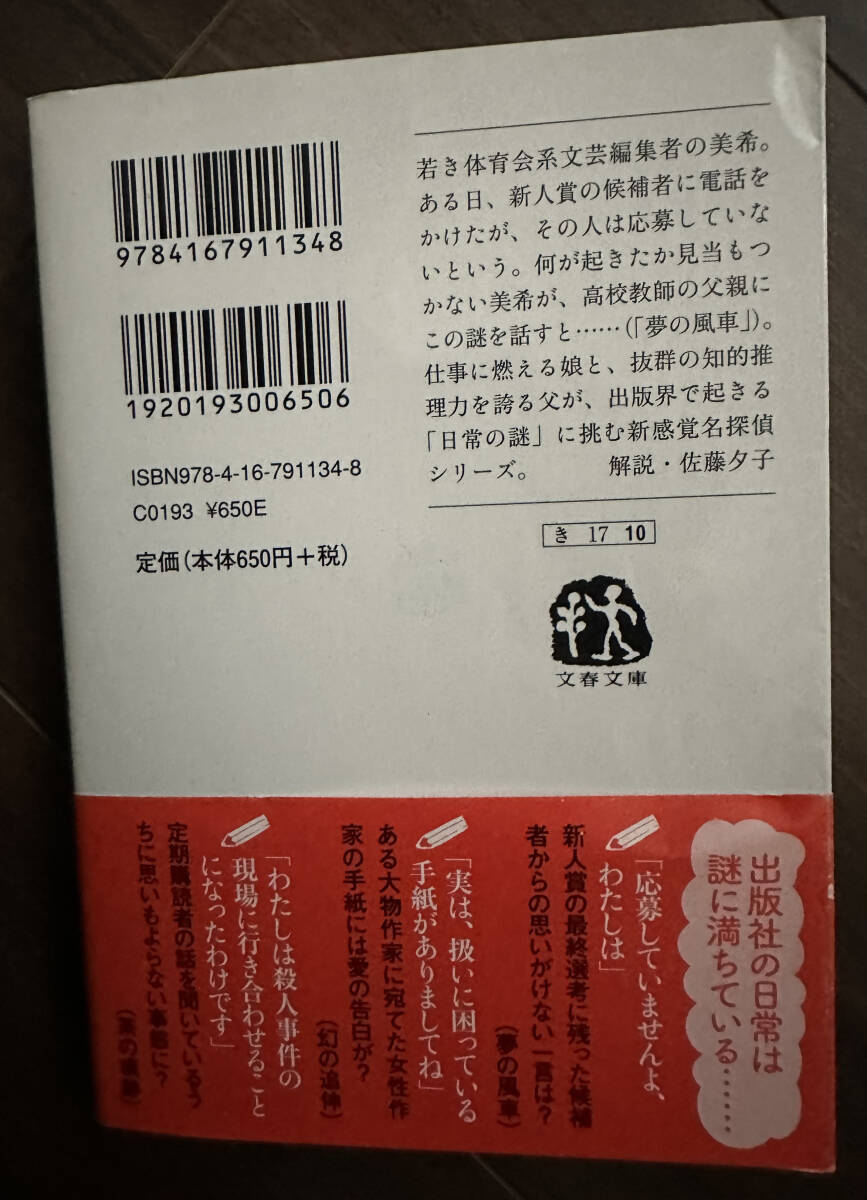 9784167911348
1920193006506
ISBN978-4-16-791134-8
C0193 ¥650E
定価(本体650円+税)
若き体育会系文芸編集者の美希。
ある日、新人賞の候補者に電話を
かけたが、その人は応募していな
いという。何が起きたか見当もつ
かない美希が、高校教師の父親に
この謎を話すと……(「夢の風車」)。
仕事に燃える娘と、抜群の知的推
理力を誇る父が、出版界で起きる
「日常の謎」に挑む新感覚名探偵
シリーズ。 解説・佐藤夕子
き 17 10
文春文庫
出版社の日常は
謎に満ちている……
「応募していませんよ、
わたしは」
新人賞の最終選考に残った候補
者からの思いがけない一言は?
(夢の風車)
「実は、扱いに困っている
手紙がありましてね」
ある大物作家に宛てた女性作
家の手紙には愛の告白が?
(幻の追伸)
「わたしは殺人事件の
現場に行き合わせること
になったわけです」
定期購読者の話を聞いているう
ちに思いもよらない事態に?